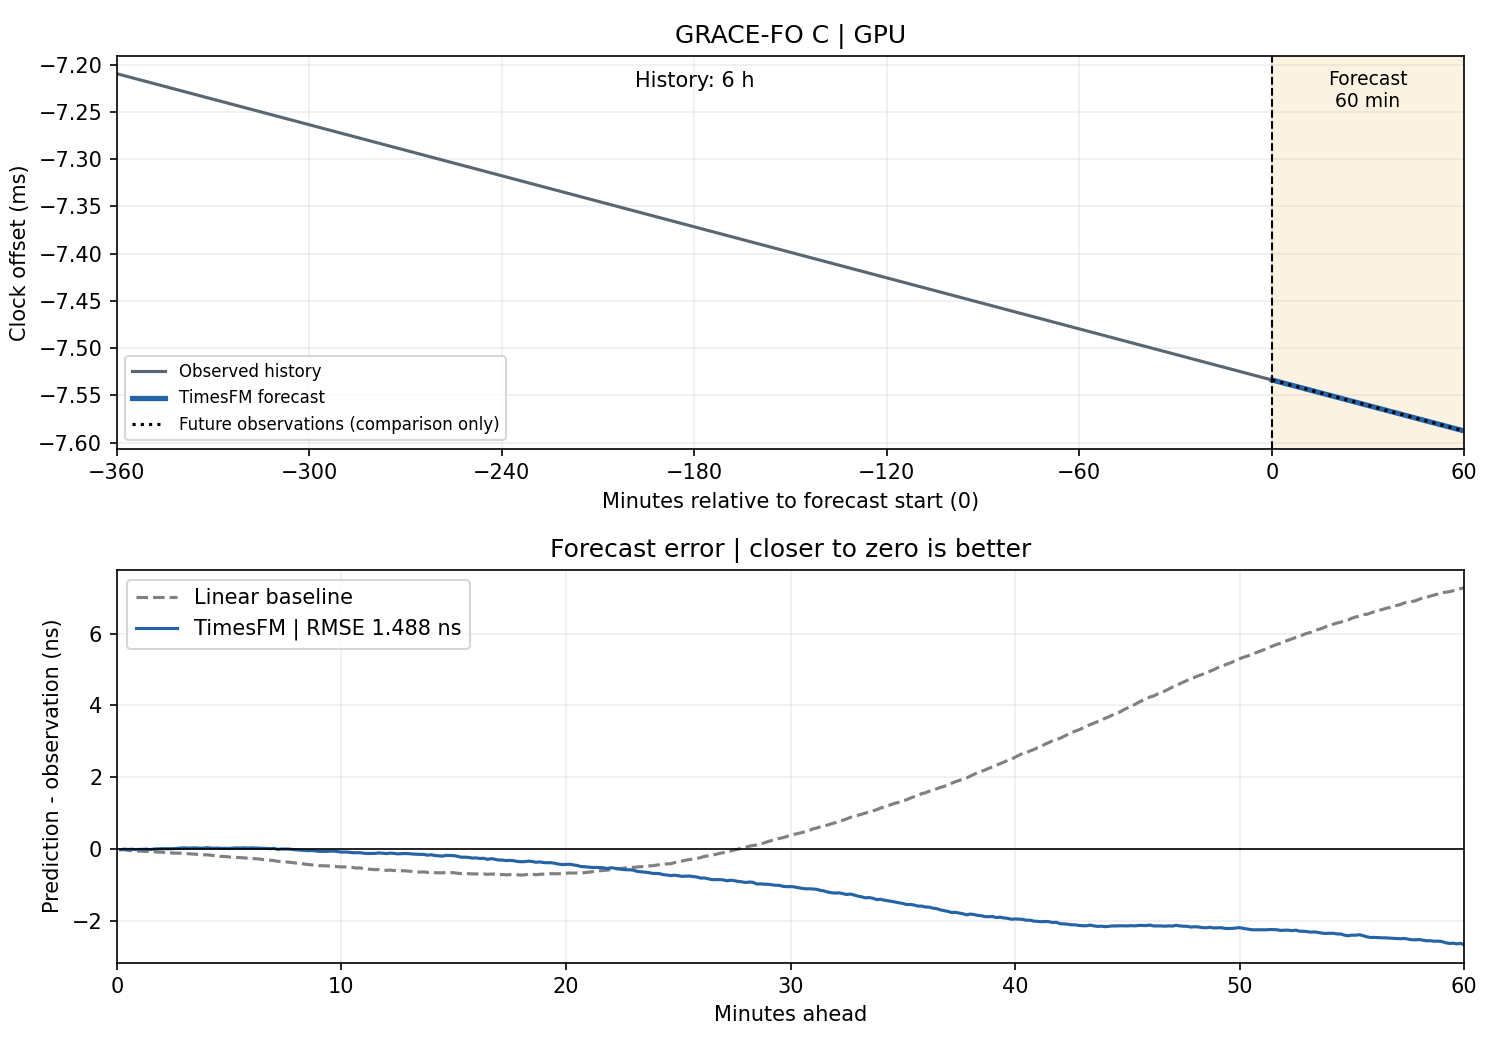 GRACE-FO C | GPU
History: 6 h
Forecast
60 min
Clock offset (ms)
−7.20
−7.25
−7.30
−7.35
−7.40
−7.45
−7.50
−7.55
−7.60
Observed history
TimesFM forecast
Future observations (comparison only)
−360
−300
−240
−180
−120
−60
0
60
Minutes relative to forecast start (0)
Forecast error | closer to zero is better
Linear baseline
TimesFM | RMSE 1.488 ns
Prediction - observation (ns)
6
4
2
0
−2
0
10
20
30
40
50
60
Minutes ahead